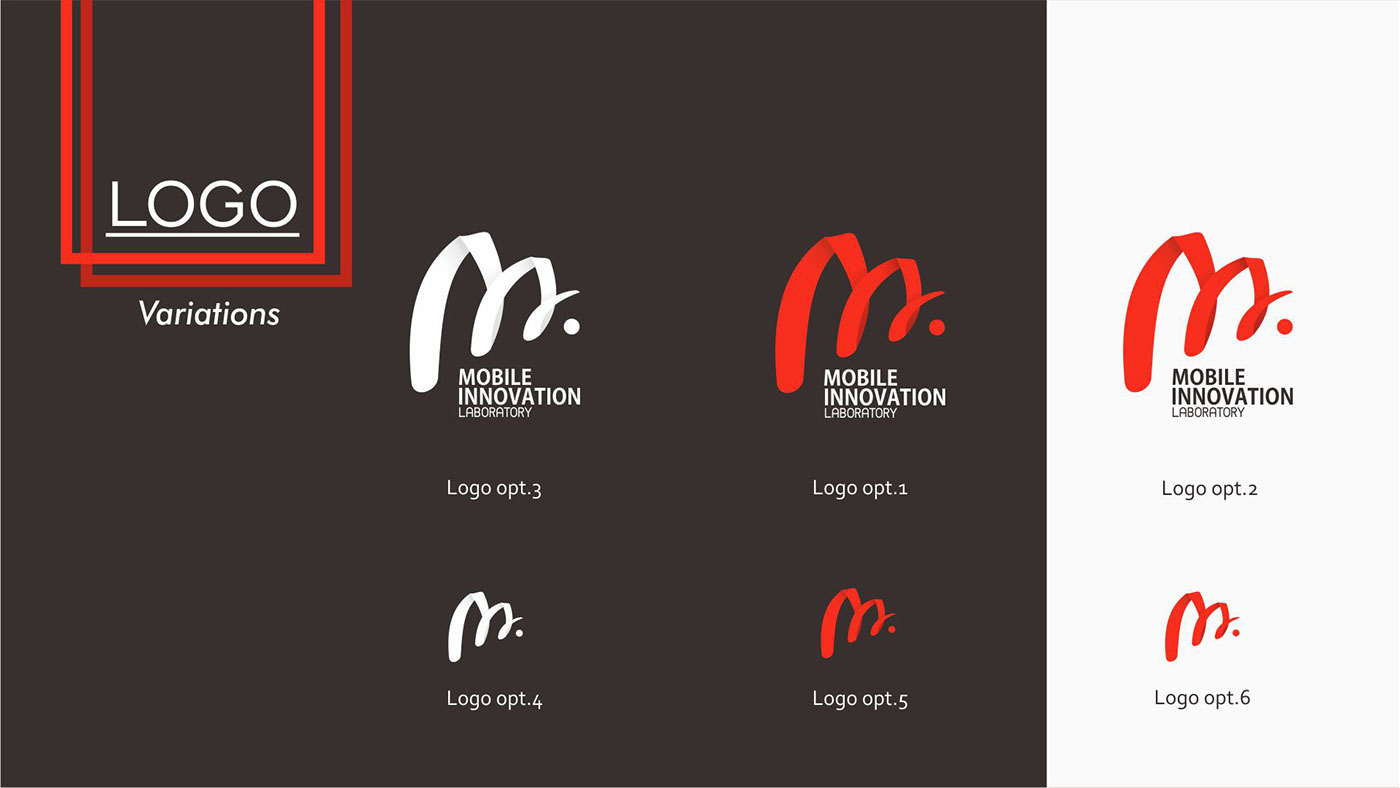 LOGO
Variations
MOBILE
INNOVATION
LABORATORY
Logo opt.3
MOBILE
INNOVATION
LABORATORY
Logo opt.1
MOBILE
INNOVATION
LABORATORY
Logo opt.2
m.
Logo opt.4
m.
Logo opt.5
m.
Logo opt.6